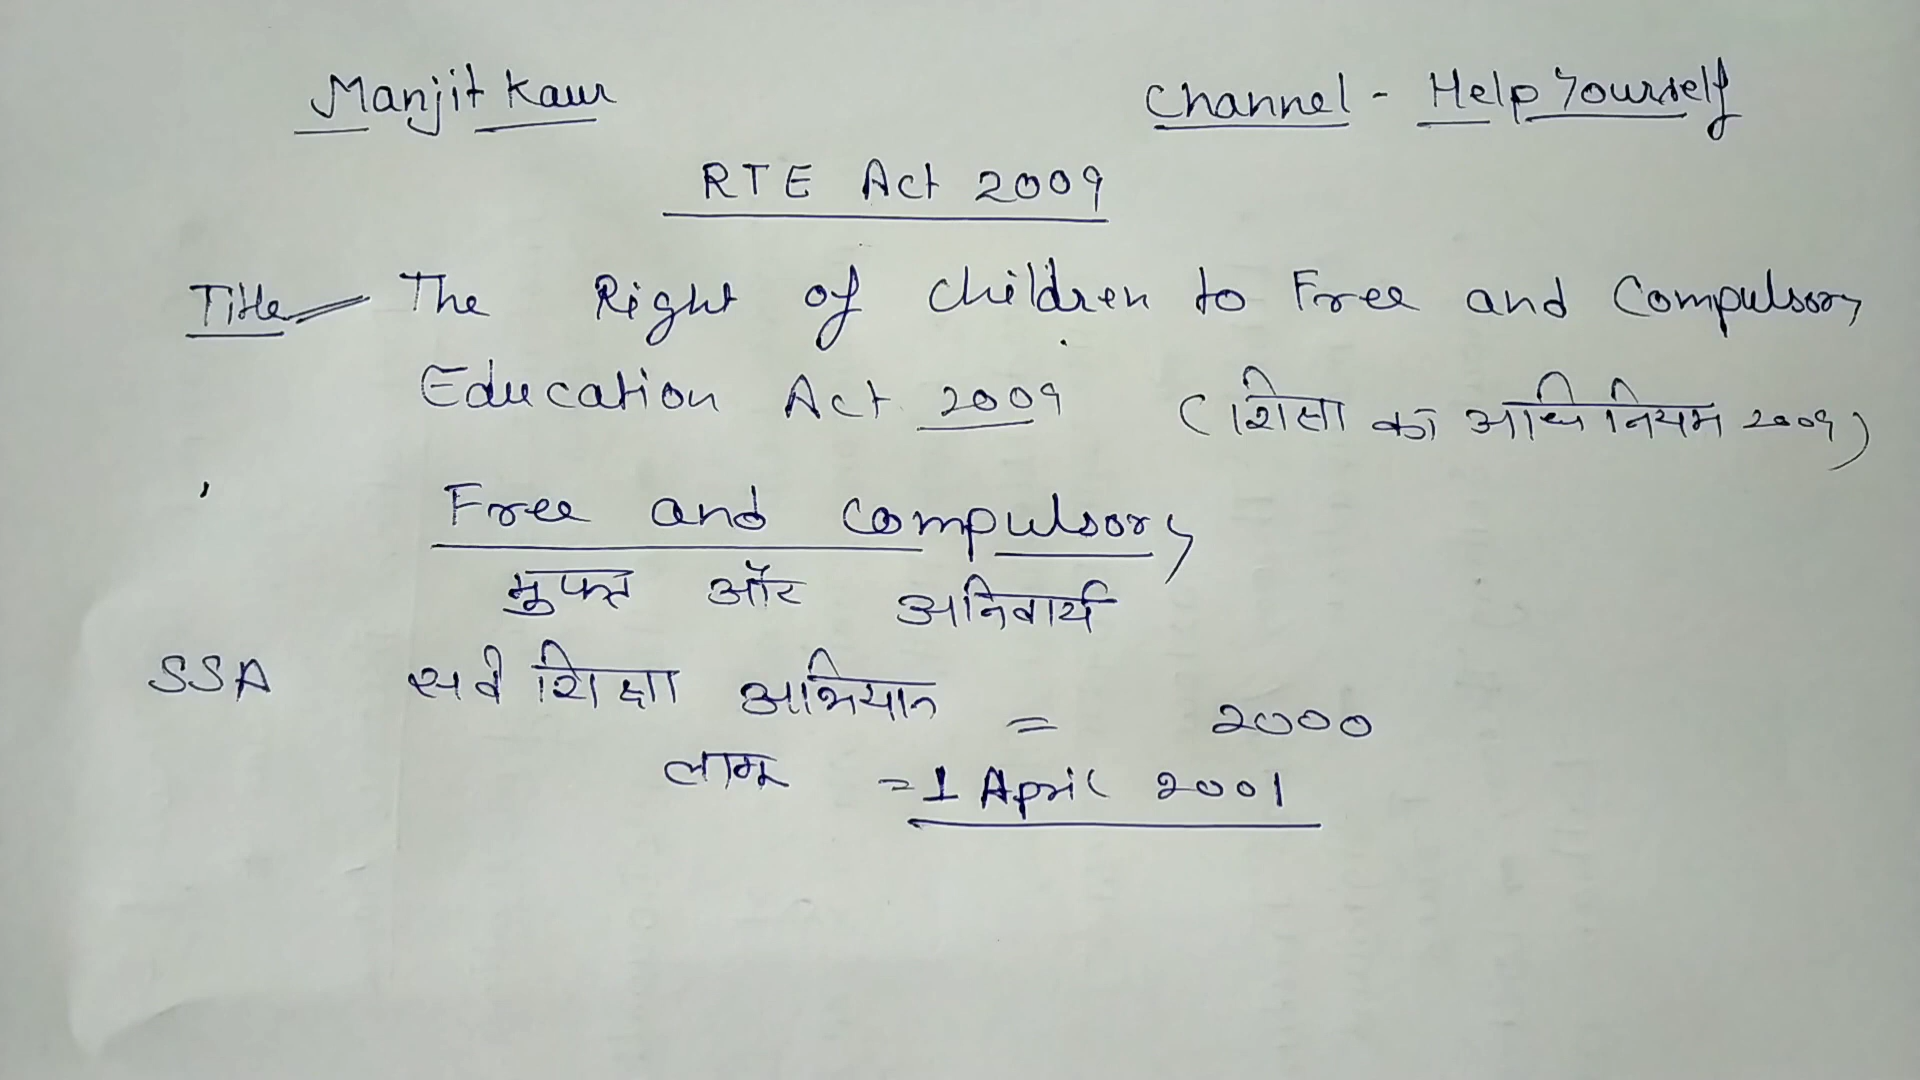 Manjit Kaur
Channel - Help Yourself
RTE Act 2009
Title - The Right of Children to Free and Compulsory
Education Act 2009 (शिक्षा का अधिनियम 2009)
Free and Compulsory
मुफ्त और अनिवार्य
SSA सर्व शिक्षा अभियान = 2000
लागू = 1 April 2001